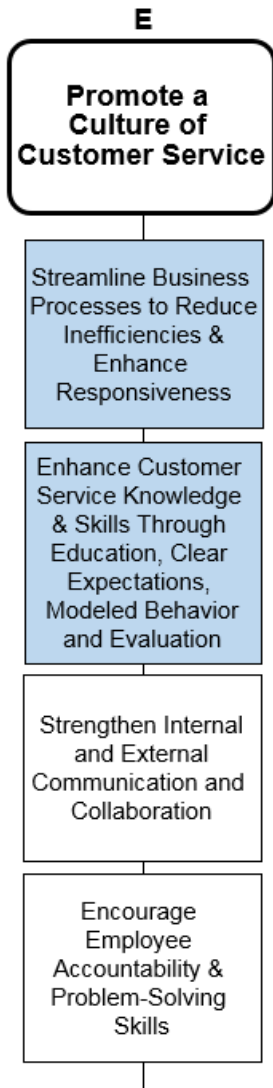 E
Promote a
Culture of
Customer Service
Streamline Business
Processes to Reduce
Inefficiencies &
Enhance
Responsiveness
Enhance Customer
Service Knowledge
& Skills Through
Education, Clear
Expectations,
Modeled Behavior
and Evaluation
Strengthen Internal
and External
Communication and
Collaboration
Encourage
Employee
Accountability &
Problem-Solving
Skills